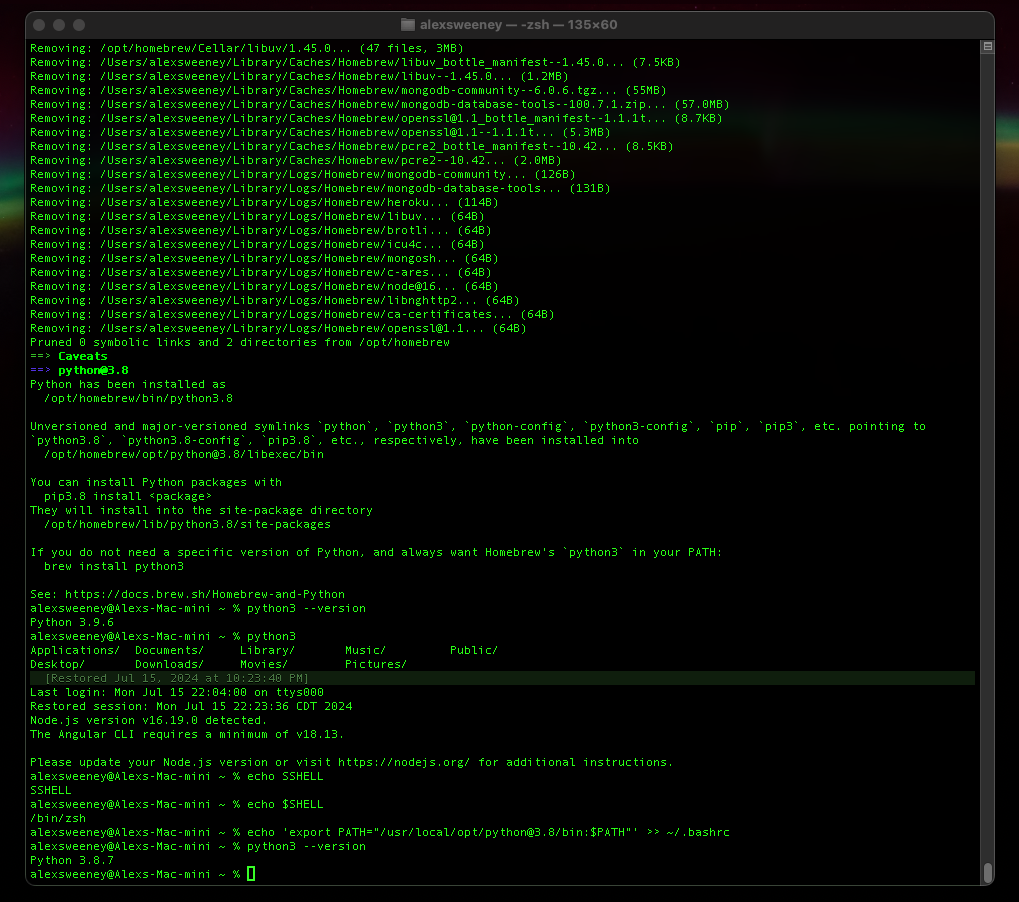 alexsweeney — -zsh — 135×60
Removing: /opt/homebrew/Cellar/libuv/1.45.0... (47 files, 3MB)
Removing: /Users/alexsweeney/Library/Caches/Homebrew/libuv_bottle_manifest--1.45.0... (7.5KB)
Removing: /Users/alexsweeney/Library/Caches/Homebrew/libuv--1.45.0... (1.2MB)
Removing: /Users/alexsweeney/Library/Caches/Homebrew/mongodb-community--6.0.6.tgz... (55MB)
Removing: /Users/alexsweeney/Library/Caches/Homebrew/mongodb-database-tools--100.7.1.zip... (57.0MB)
Removing: /Users/alexsweeney/Library/Caches/Homebrew/openssl@1.1_bottle_manifest--1.1.1t... (8.7KB)
Removing: /Users/alexsweeney/Library/Caches/Homebrew/openssl@1.1--1.1.1t... (5.3MB)
Removing: /Users/alexsweeney/Library/Caches/Homebrew/pcre2_bottle_manifest--10.42... (8.5KB)
Removing: /Users/alexsweeney/Library/Caches/Homebrew/pcre2--10.42... (2.0MB)
Removing: /Users/alexsweeney/Library/Logs/Homebrew/mongodb-community... (126B)
Removing: /Users/alexsweeney/Library/Logs/Homebrew/mongodb-database-tools... (131B)
Removing: /Users/alexsweeney/Library/Logs/Homebrew/heroku... (114B)
Removing: /Users/alexsweeney/Library/Logs/Homebrew/libuv... (64B)
Removing: /Users/alexsweeney/Library/Logs/Homebrew/brotli... (64B)
Removing: /Users/alexsweeney/Library/Logs/Homebrew/icu4c... (64B)
Removing: /Users/alexsweeney/Library/Logs/Homebrew/mongosh... (64B)
Removing: /Users/alexsweeney/Library/Logs/Homebrew/c-ares... (64B)
Removing: /Users/alexsweeney/Library/Logs/Homebrew/node@16... (64B)
Removing: /Users/alexsweeney/Library/Logs/Homebrew/libnghttp2... (64B)
Removing: /Users/alexsweeney/Library/Logs/Homebrew/ca-certificates... (64B)
Removing: /Users/alexsweeney/Library/Logs/Homebrew/openssl@1.1... (64B)
Pruned 0 symbolic links and 2 directories from /opt/homebrew
==> Caveats
==> python@3.8
Python has been installed as
  /opt/homebrew/bin/python3.8
Unversioned and major-versioned symlinks `python`, `python3`, `python-config`, `python3-config`, `pip`, `pip3`, etc. pointing to
`python3.8`, `python3.8-config`, `pip3.8`, etc., respectively, have been installed into
  /opt/homebrew/opt/python@3.8/libexec/bin
You can install Python packages with
  pip3.8 install <package>
They will install into the site-package directory
  /opt/homebrew/lib/python3.8/site-packages
If you do not need a specific version of Python, and always want Homebrew's `python3` in your PATH:
  brew install python3
See: https://docs.brew.sh/Homebrew-and-Python
alexsweeney@Alexs-Mac-mini ~ % python3 --version
Python 3.9.6
alexsweeney@Alexs-Mac-mini ~ % python3
Applications/  Documents/     Library/       Music/         Public/
Desktop/       Downloads/     Movies/        Pictures/
  [Restored Jul 15, 2024 at 10:23:40 PM]
Last login: Mon Jul 15 22:04:00 on ttys000
Restored session: Mon Jul 15 22:23:36 CDT 2024
Node.js version v16.19.0 detected.
The Angular CLI requires a minimum of v18.13.
Please update your Node.js version or visit https://nodejs.org/ for additional instructions.
alexsweeney@Alexs-Mac-mini ~ % echo SSHELL
SSHELL
alexsweeney@Alexs-Mac-mini ~ % echo $SHELL
/bin/zsh
alexsweeney@Alexs-Mac-mini ~ % echo 'export PATH="/usr/local/opt/python@3.8/bin:$PATH"' >> ~/.bashrc
alexsweeney@Alexs-Mac-mini ~ % python3 --version
Python 3.8.7
alexsweeney@Alexs-Mac-mini ~ %